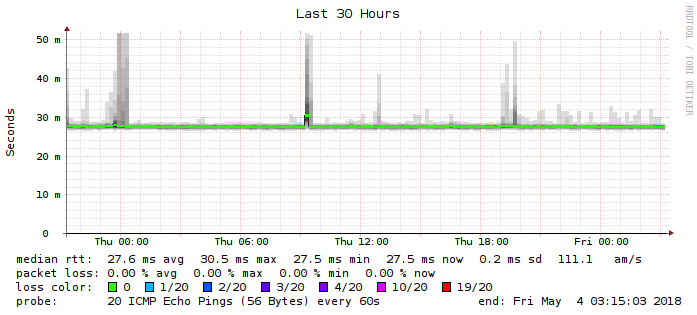 Last 30 Hours
RRDTOOL / TOBI OETIKER
Seconds
50 m
40 m
30 m
20 m
10 m
0
Thu 00:00 Thu 06:00 Thu 12:00 Thu 18:00 Fri 00:00
median rtt: 27.6 ms avg 30.5 ms max 27.5 ms min 27.5 ms now 0.2 ms sd 111.1 am/s
packet loss: 0.00 % avg 0.00 % max 0.00 % min 0.00 % now
loss color: 0 1/20 2/20 3/20 4/20 10/20 19/20
probe: 20 ICMP Echo Pings (56 Bytes) every 60s end: Fri May 4 03:15:03 2018